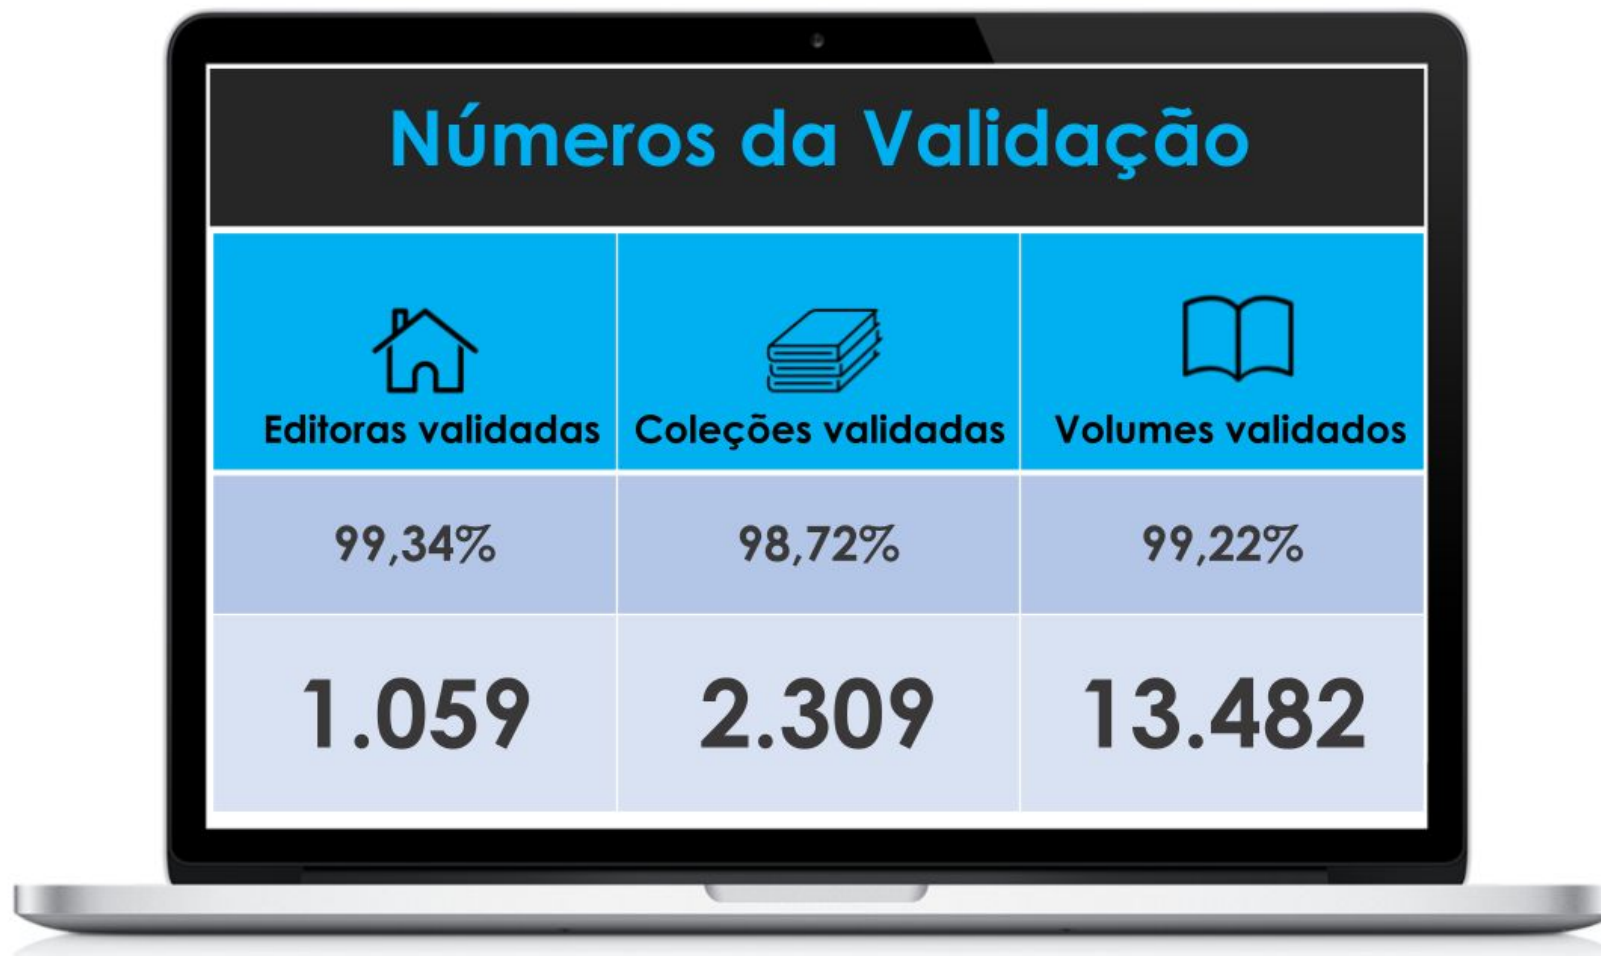 Números da Validação
Editoras validadas Coleções validadas Volumes validados
99,34% 98,72% 99,22%
1.059 2.309 13.482